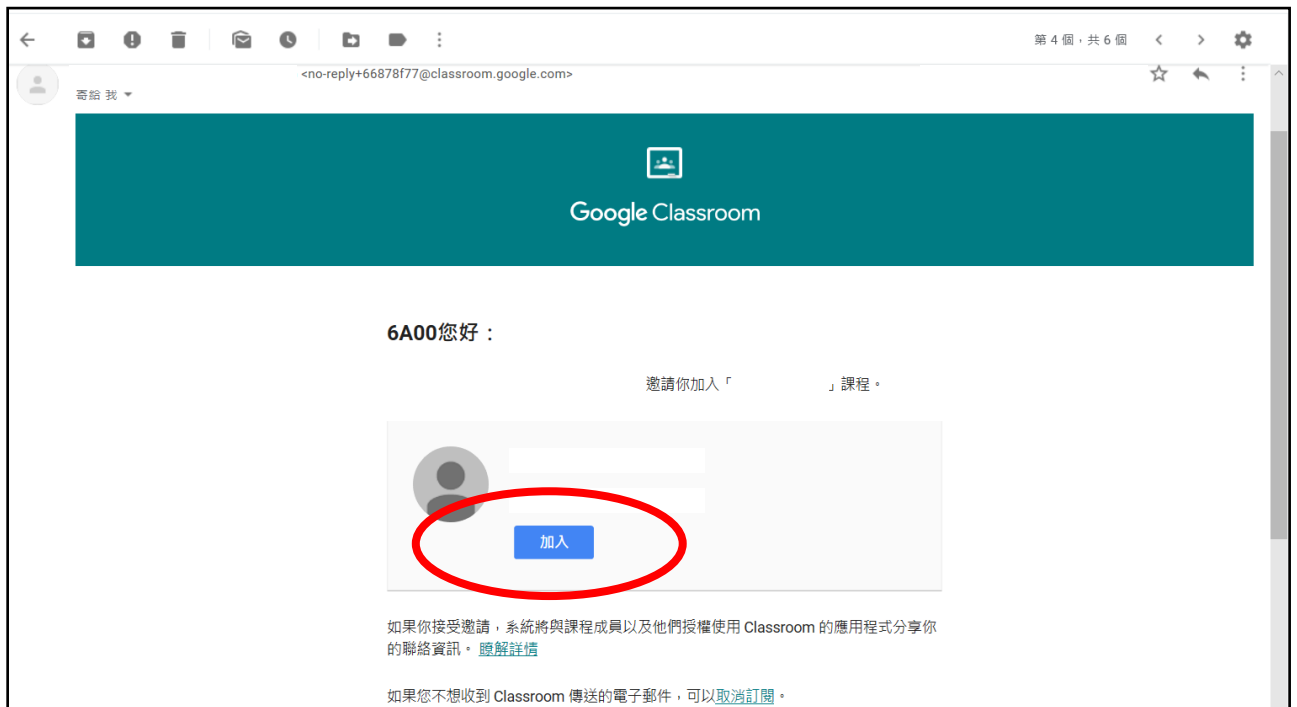 第 4 個，共 6 個
<no-reply+66878f77@classroom.google.com>
寄給 我
Google Classroom
6A00您好：
邀請你加入「 」課程。
加入
如果你接受邀請，系統將與課程成員以及他們授權使用 Classroom 的應用程式分享你
的聯絡資訊。 瞭解詳情
如果您不想收到 Classroom 傳送的電子郵件，可以取消訂閱。